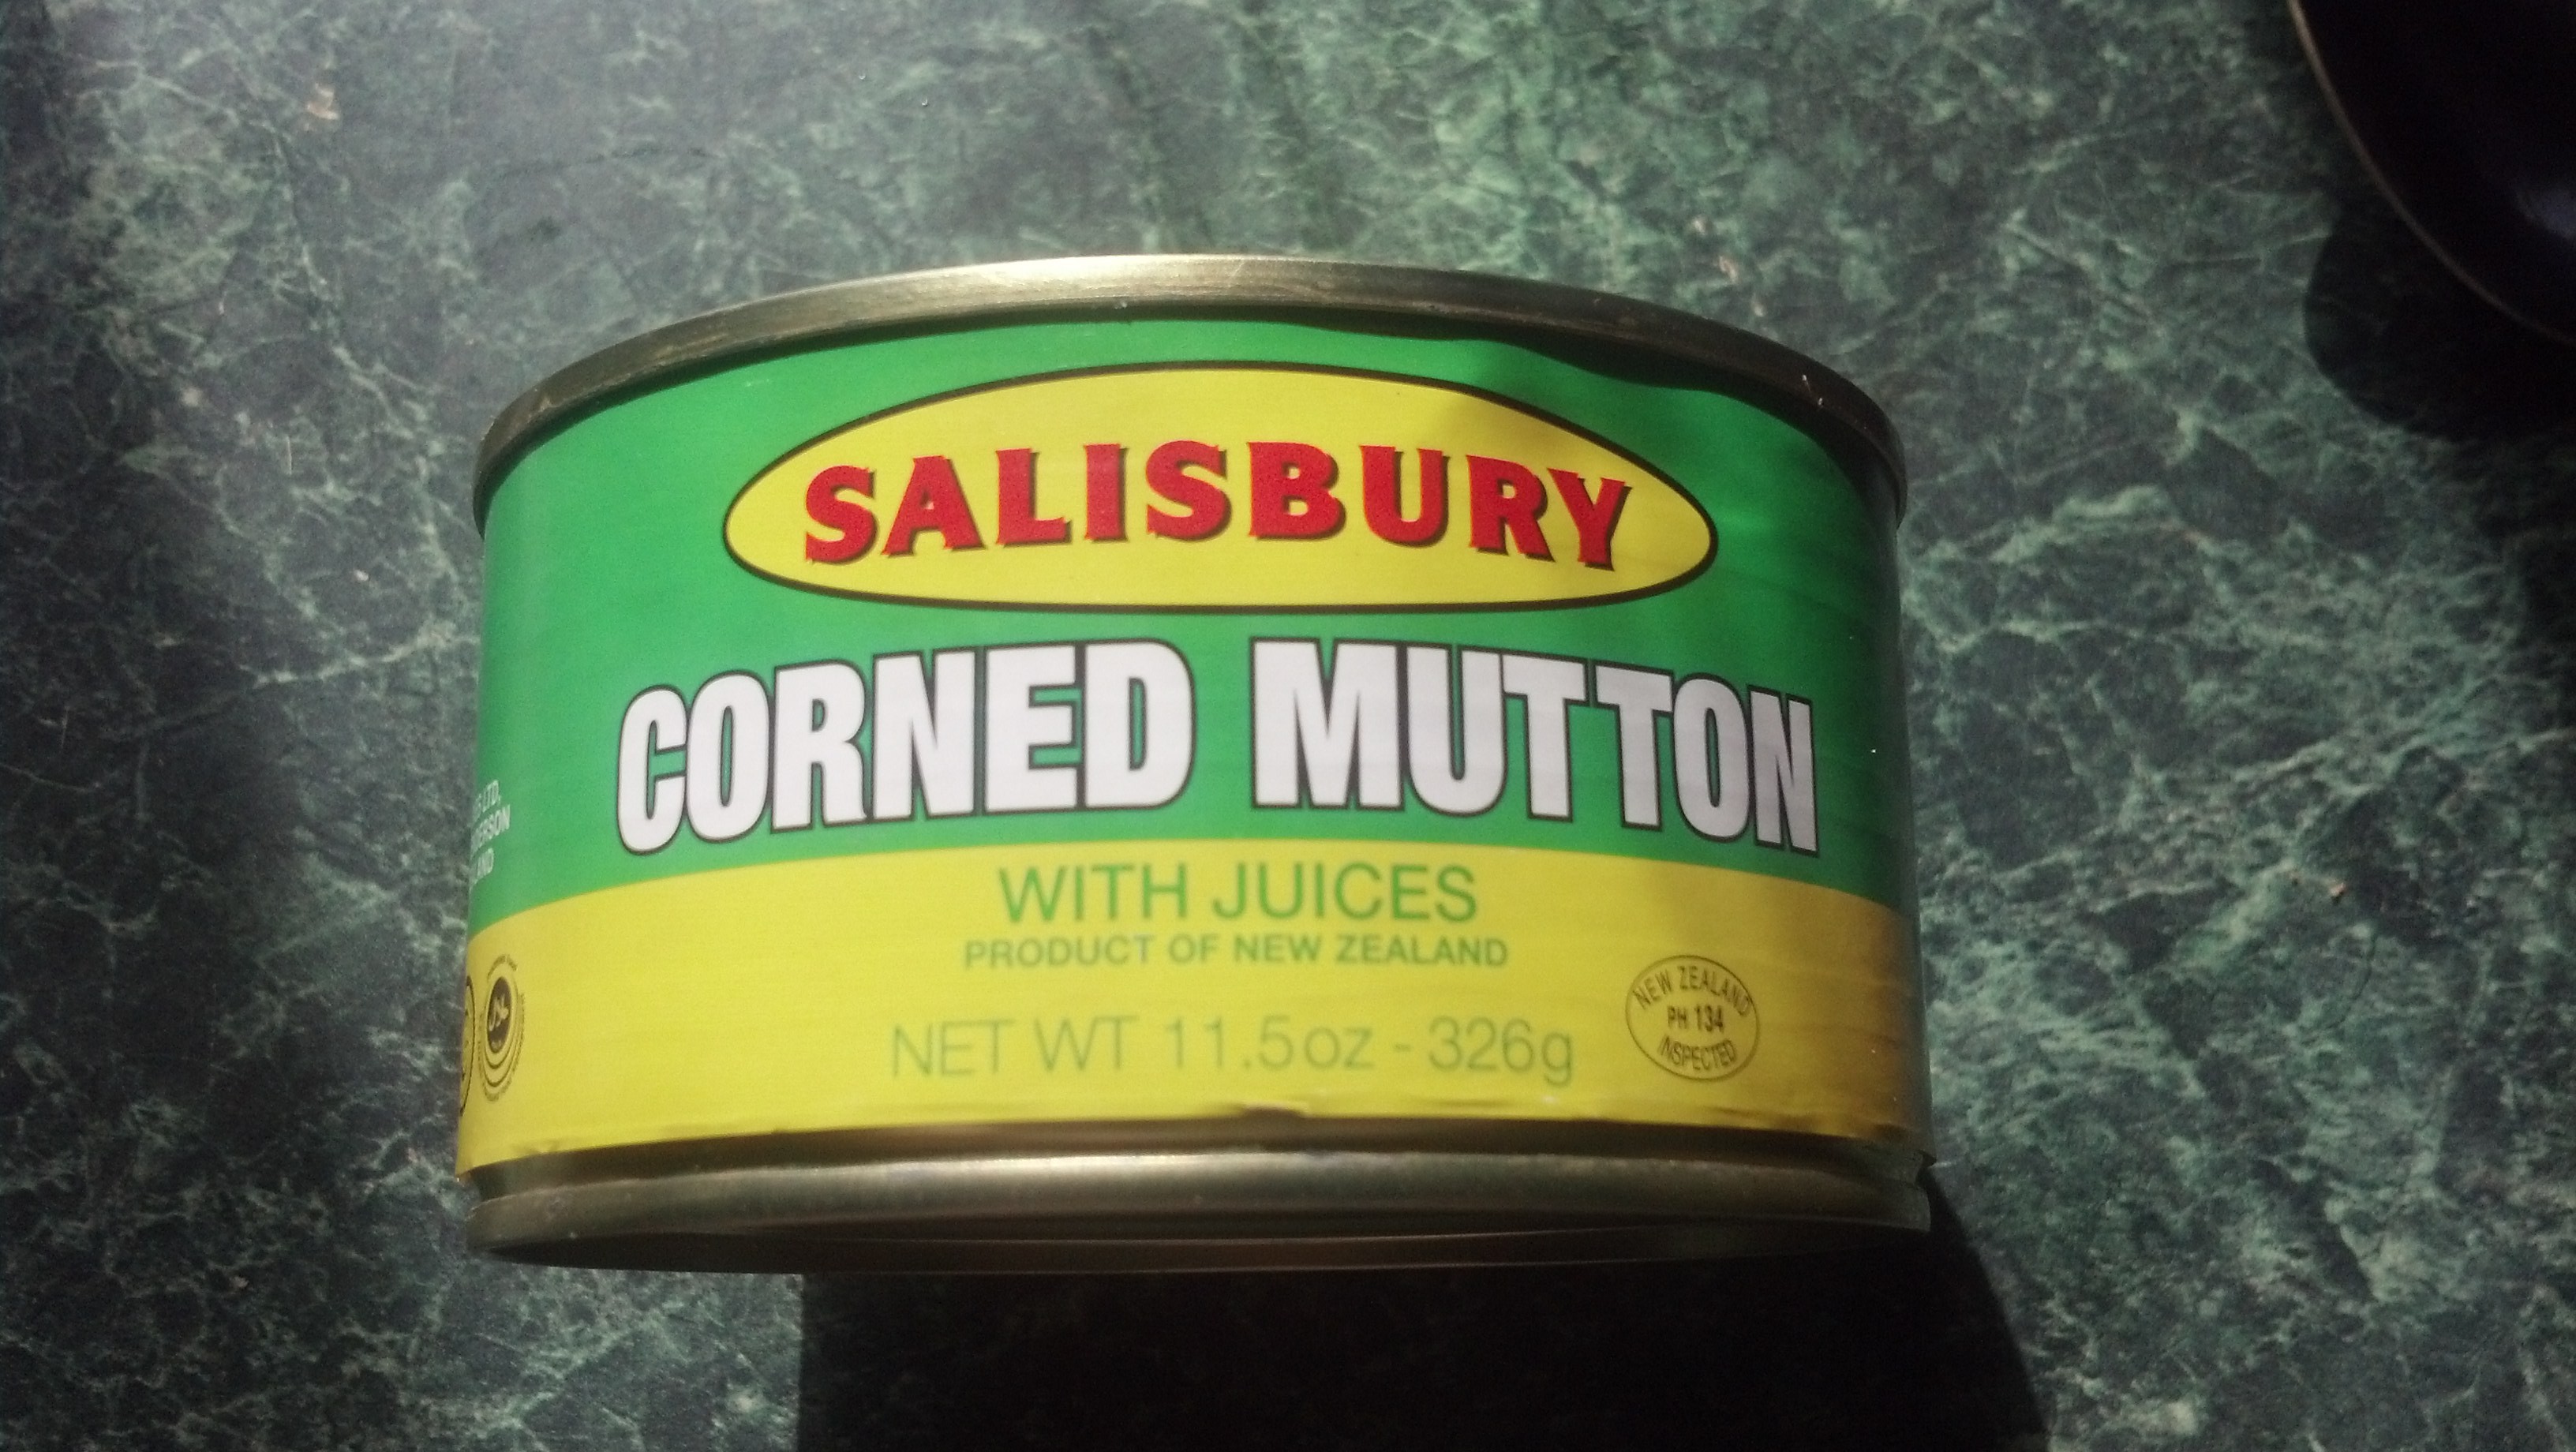 SALISBURY
CORNED MUTTON
LTD,
WITH JUICES
PRODUCT OF NEW ZEALAND
NET WT 11.5oz - 326g
NEW ZEALAND
PH 134
INSPECTED